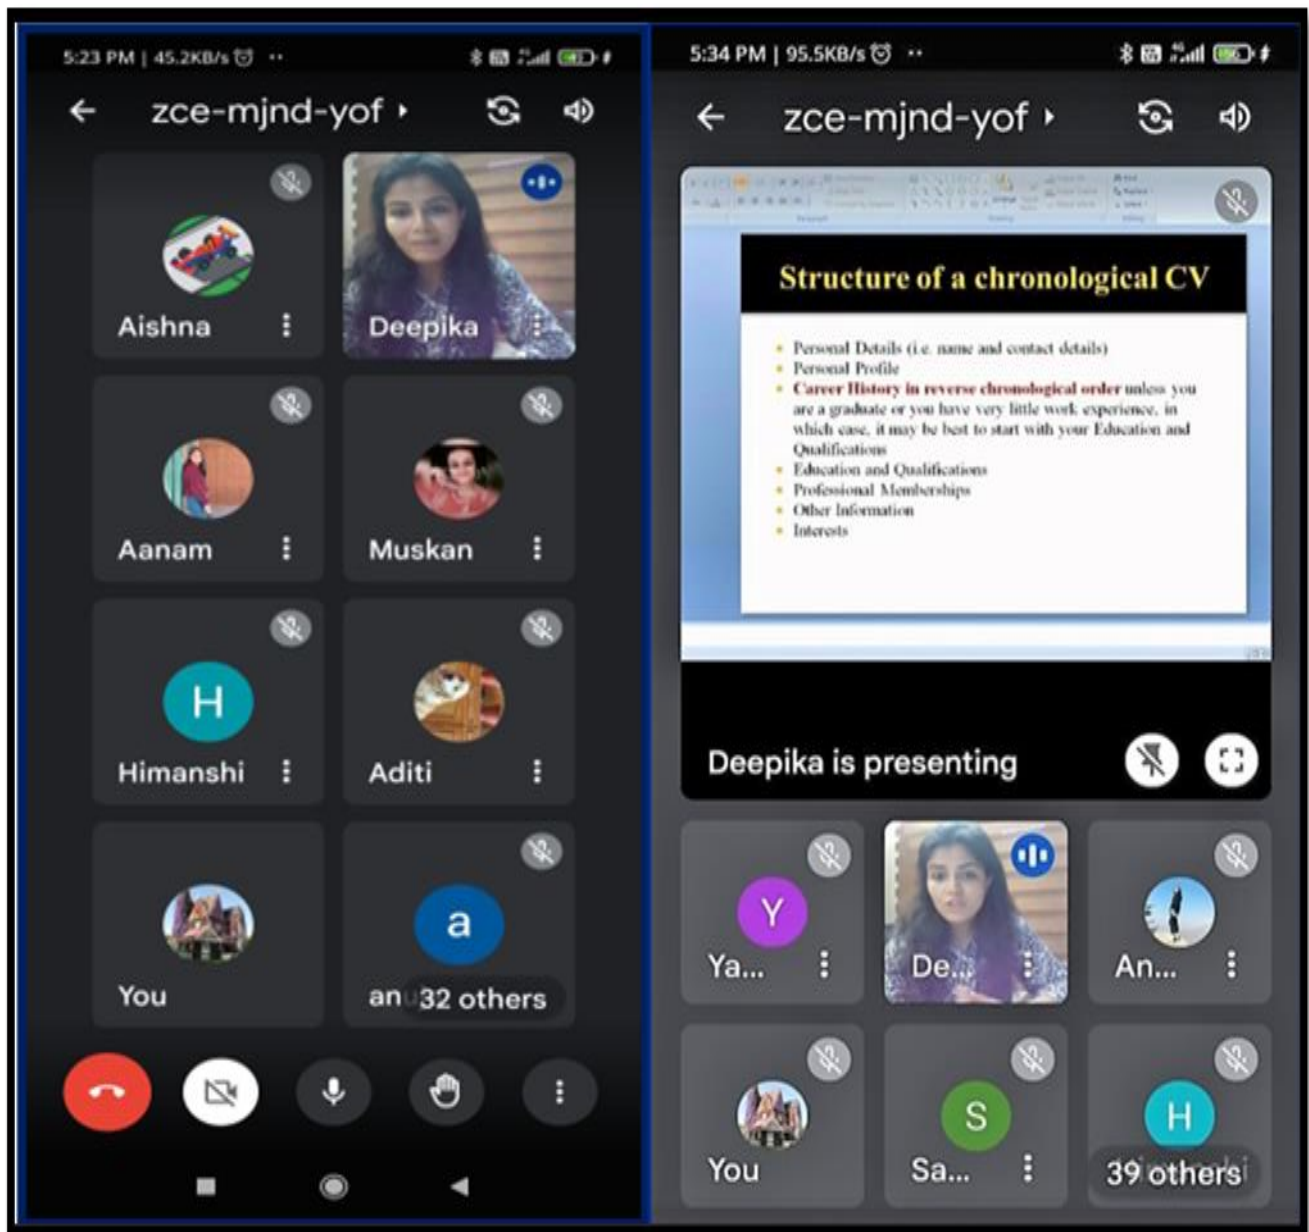 5:23 PM | 45.2KB/s
zce-mjnd-yof
Aishna
Deepika
Aanam
Muskan
H
Himanshi
Aditi
a
You
an
32 others
5:34 PM | 95.5KB/s
zce-mjnd-yof
Structure of a chronological CV
Personal Details (i.e. name and contact details)
Personal Profile
Career History in reverse chronological order unless you
are a graduate or you have very little work experience, in
which case, it may be best to start with your Education and
Qualifications
Education and Qualifications
Professional Memberships
Other Information
Interests
Deepika is presenting
Y
Ya...
De...
An...
You
S
Sa...
H
39 others